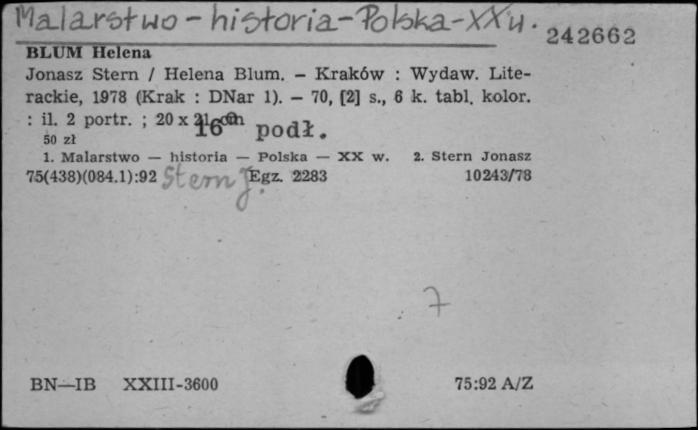 Malarstwo - historia - Polska - XX w. 242662
BLUM Helena
Jonasz Stern / Helena Blum. — Kraków : Wydaw. Lite-
rackie, 1978 (Krak : DNar 1). — 70, [2] s., 6 k. tabl. kolor.
: il. 2 portr. ; 20 x 21 cm
16° podł.
50 zł
1. Malarstwo — historia — Polska — XX w. 2. Stern Jonasz
75(438)(084.1):92 Stern J. Egz. 2283 10243/78
7
BN—IB XXIII-3600 75:92 A/Z